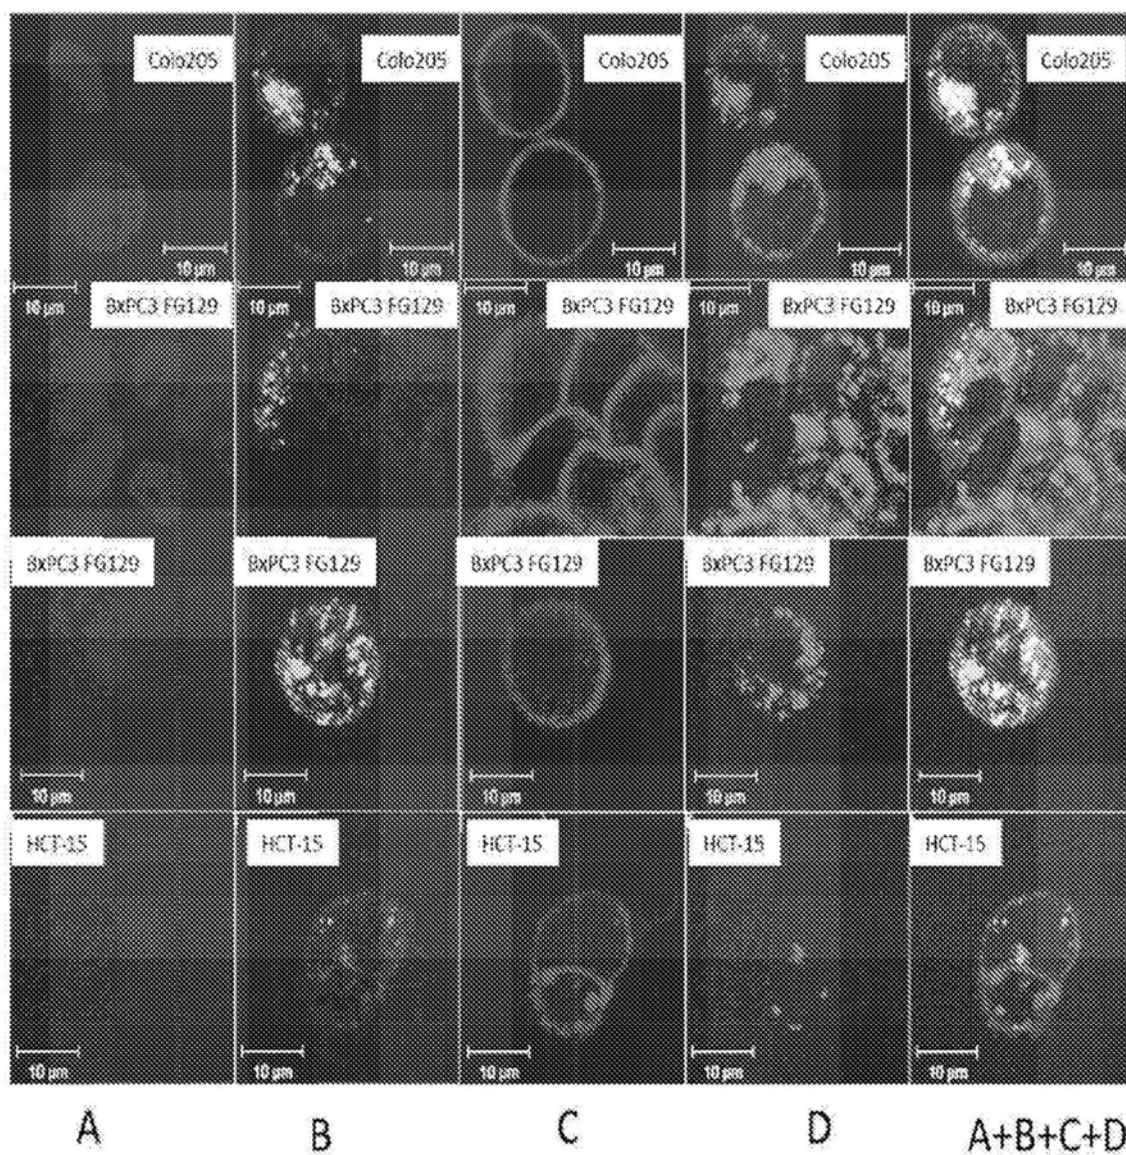 Colo205 Colo205 Colo205 Colo205 Colo205
10 µm 10 µm 10 µm 10 µm 10 µm
10 µm 10 µm 10 µm 10 µm 10 µm
BxPC3 FG129 BxPC3 FG129 BxPC3 FG129 BxPC3 FG129 BxPC3 FG129
BxPC3 FG129 BxPC3 FG129 BxPC3 FG129 BxPC3 FG129 BxPC3 FG129
10 µm 10 µm 10 µm 10 µm 10 µm
HCT-15 HCT-15 HCT-15 HCT-15 HCT-15
10 µm 10 µm 10 µm 10 µm 10 µm
A B C D A+B+C+D